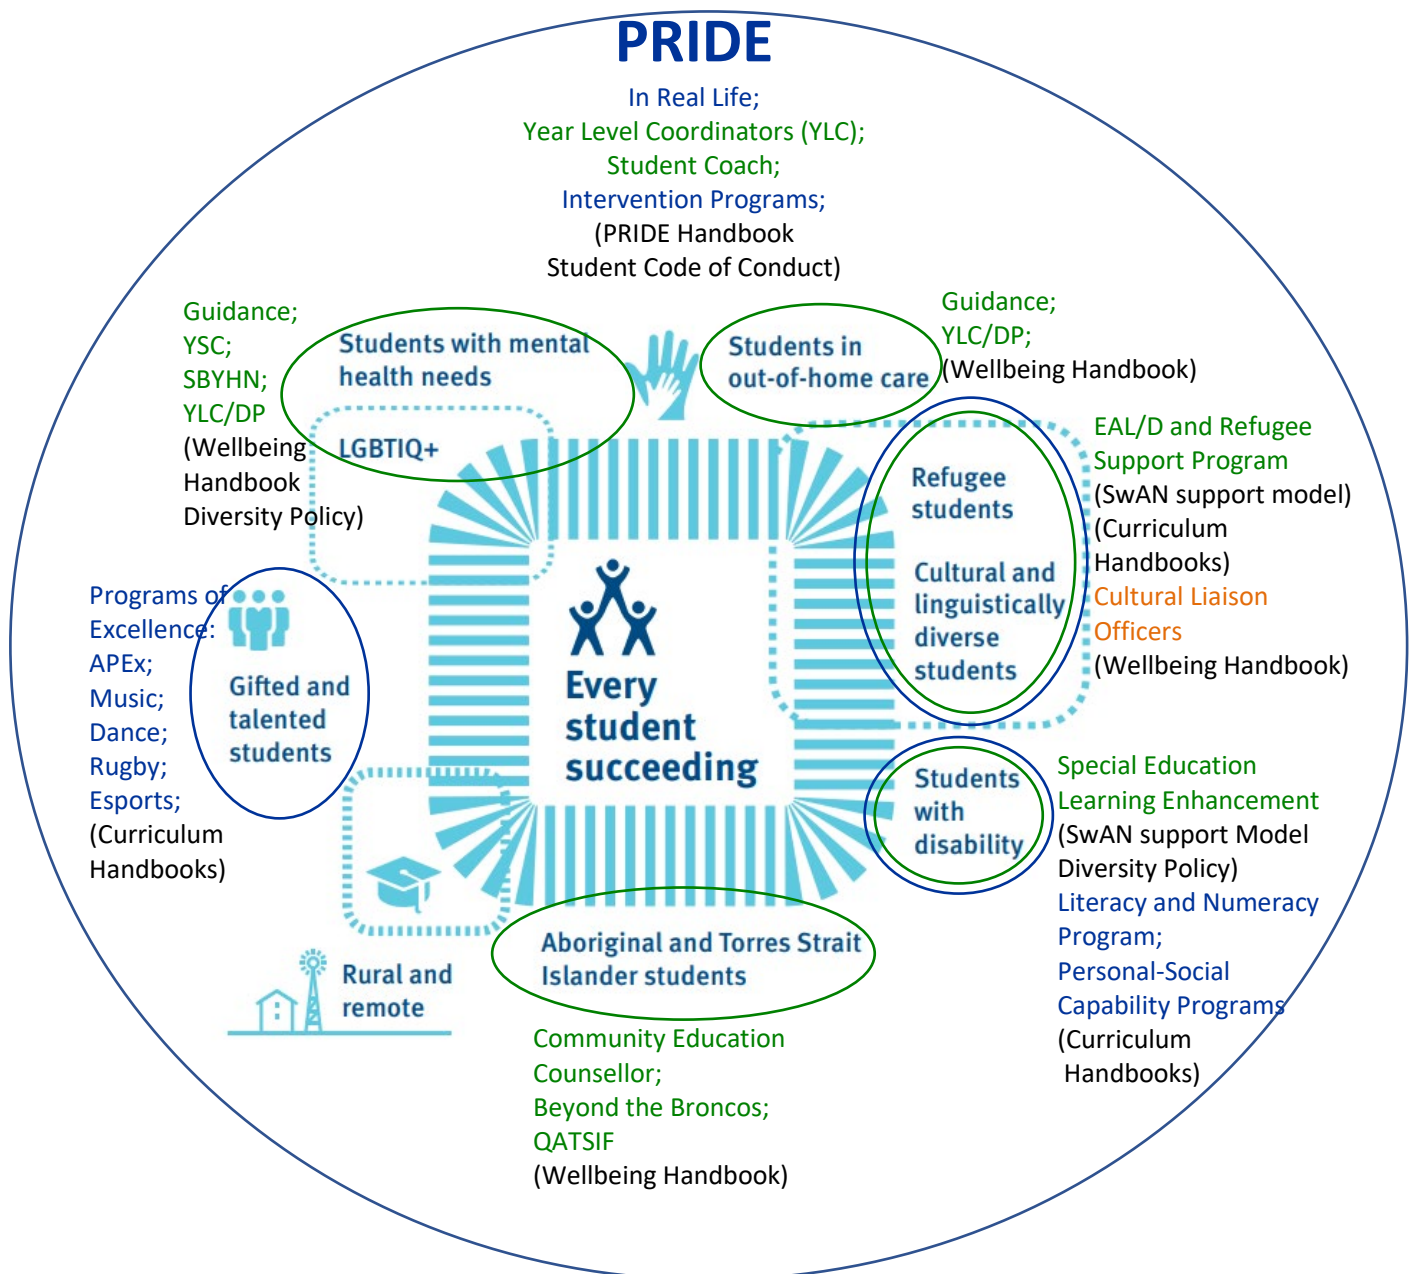 PRIDE
In Real Life;
Year Level Coordinators (YLC);
Student Coach;
Intervention Programs;
(PRIDE Handbook
Student Code of Conduct)
Guidance;
YSC;
SBYHN;
YLC/DP
(Wellbeing
Handbook
Diversity Policy)
Students with mental
health needs
LGBTIQ+
Students in
out-of-home care
Guidance;
YLC/DP;
(Wellbeing Handbook)
Refugee
students
Cultural and
linguistically
diverse
students
EAL/D and Refugee
Support Program
(SwAN support model)
(Curriculum
Handbooks)
Cultural Liaison
Officers
(Wellbeing Handbook)
Programs of
Excellence:
APEx;
Music;
Dance;
Rugby;
Esports;
(Curriculum
Handbooks)
Gifted and
talented
students
Every
student
succeeding
Students
with
disability
Special Education
Learning Enhancement
(SwAN support Model
Diversity Policy)
Literacy and Numeracy
Program;
Personal-Social
Capability Programs
(Curriculum
Handbooks)
Rural and
remote
Aboriginal and Torres Strait
Islander students
Community Education
Counsellor;
Beyond the Broncos;
QATSIF
(Wellbeing Handbook)